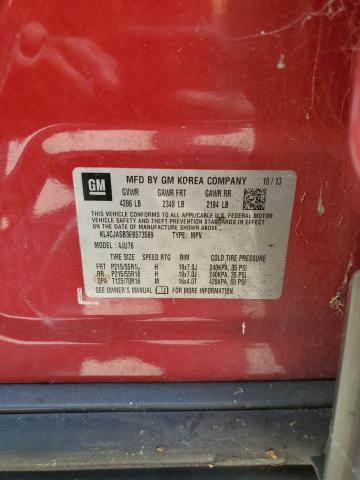 GM
MFD BY GM KOREA COMPANY 10/13
GVWR GAWR FRT GAWR RR
4286 LB 2348 LB 2194 LB
THIS VEHICLE CONFORMS TO ALL APPLICABLE U.S. FEDERAL MOTOR
VEHICLE SAFETY, BUMPER, AND THEFT PREVENTION STANDARDS
IN EFFECT ON THE DATE OF MANUFACTURE SHOWN ABOVE.
KL4CJASB3EB573589 TYPE: MPV
MODEL: 4JU76
TIRE SIZE SPEED RTG RIM COLD TIRE PRESSURE
FRT P215/55R18 H 18x7.0J 240KPA, 35 PSI
RR P215/55R18 H 18x7.0J 240KPA, 35 PSI
SPA T125/70R16 M 16x4.0T 420KPA, 60 PSI
SEE OWNER'S MANUAL FOR MORE INFORMATION.